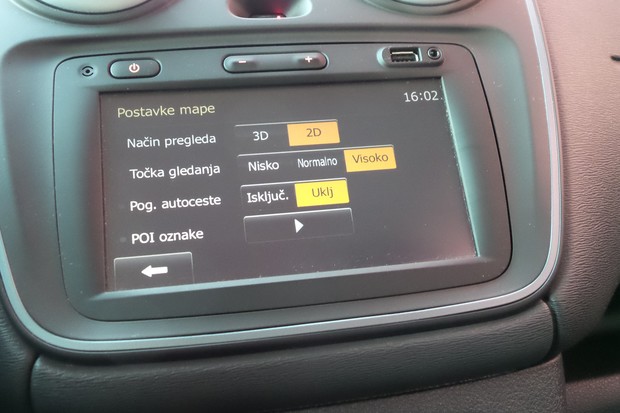 16:02
Postavke mape
Način pregleda 3D 2D
Točka gledanja Nisko Normalno Visoko
Pog. autoceste Isključ. Uklj
POI oznake